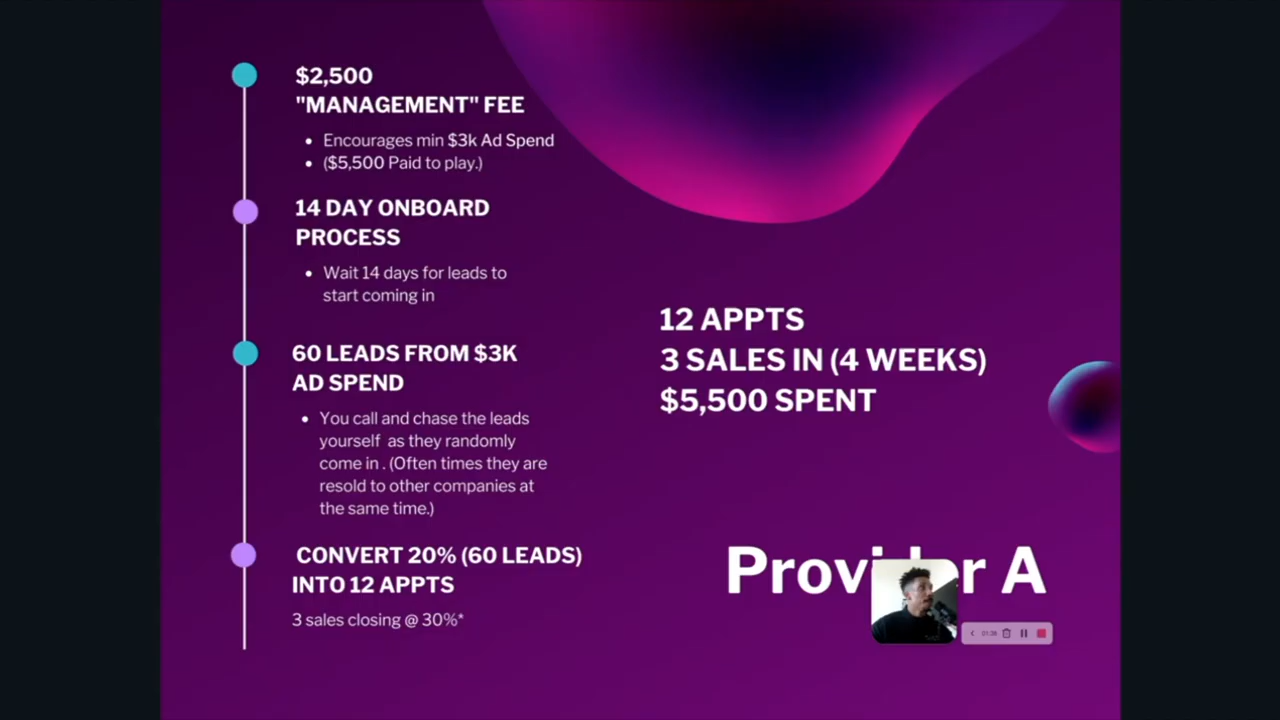 $2,500
"MANAGEMENT" FEE
• Encourages min $3k Ad Spend
• ($5,500 Paid to play.)
14 DAY ONBOARD
PROCESS
• Wait 14 days for leads to
start coming in
60 LEADS FROM $3K
AD SPEND
• You call and chase the leads
yourself as they randomly
come in . (Often times they are
resold to other companies at
the same time.)
CONVERT 20% (60 LEADS)
INTO 12 APPTS
3 sales closing @ 30%*
12 APPTS
3 SALES IN (4 WEEKS)
$5,500 SPENT
Provider A
01:38